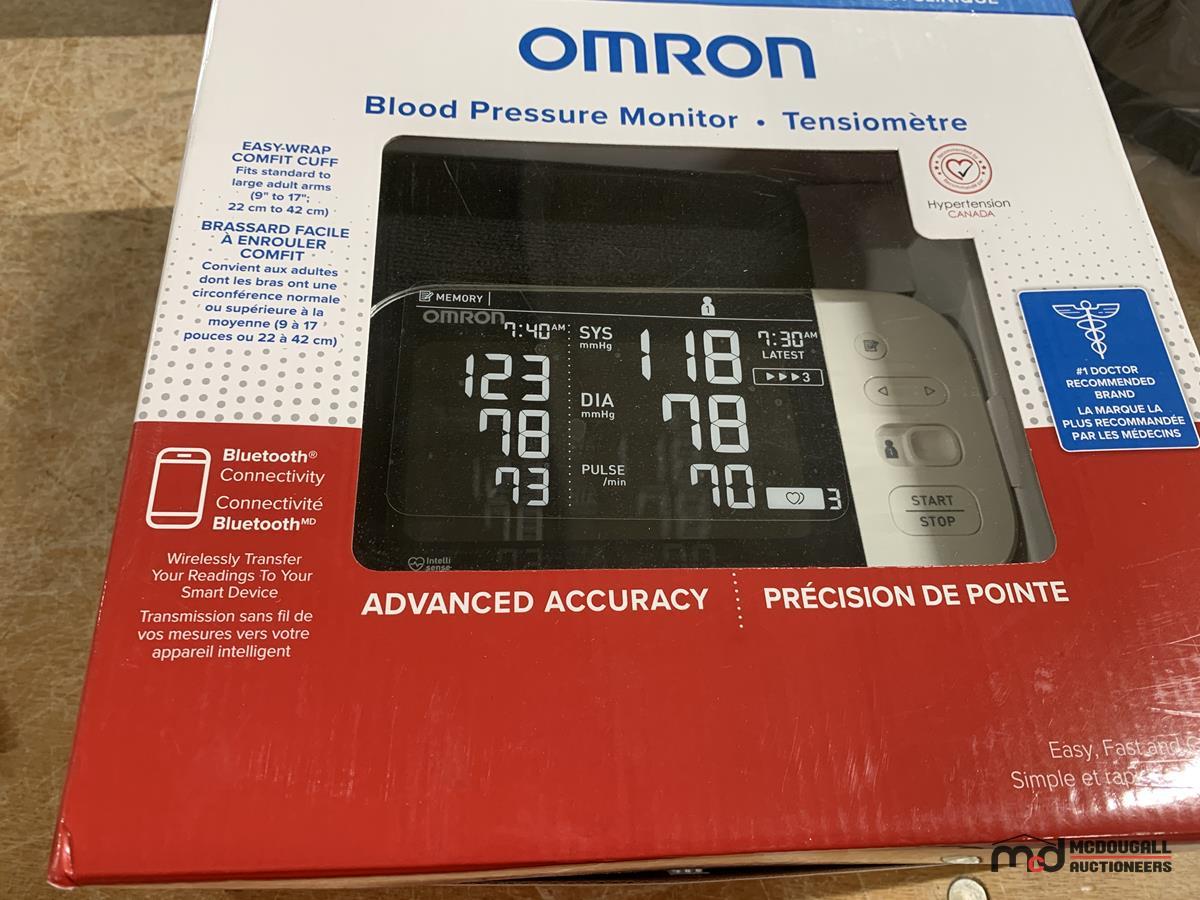 CLINIQUE
OMRON
Blood Pressure Monitor • Tensiomètre
EASY-WRAP
COMFIT CUFF
Fits standard to
large adult arms
(9" to 17";
22 cm to 42 cm)
BRASSARD FACILE
À ENROULER
COMFIT
Convient aux adultes
dont les bras ont une
circonférence normale
ou supérieure à la
moyenne (9 à 17
pouces ou 22 à 42 cm)
Hypertension
CANADA
MEMORY
OMRON
7:40 AM
123
78
73
SYS
mmHg
DIA
mmHg
PULSE
/min
1
118
78
70
7:30 AM
LATEST
3
3
1
START
STOP
Intelli
sense
#1 DOCTOR
RECOMMENDED
BRAND
LA MARQUE LA
PLUS RECOMMANDÉE
PAR LES MÉDECINS
Bluetooth®
Connectivity
Connectivité
Bluetooth MD
Wirelessly Transfer
Your Readings To Your
Smart Device
Transmission sans fil de
vos mesures vers votre
appareil intelligent
ADVANCED ACCURACY
PRÉCISION DE POINTE
Easy, Fast and
Simple et
mcd MCDOUGALL
AUCTIONEERS